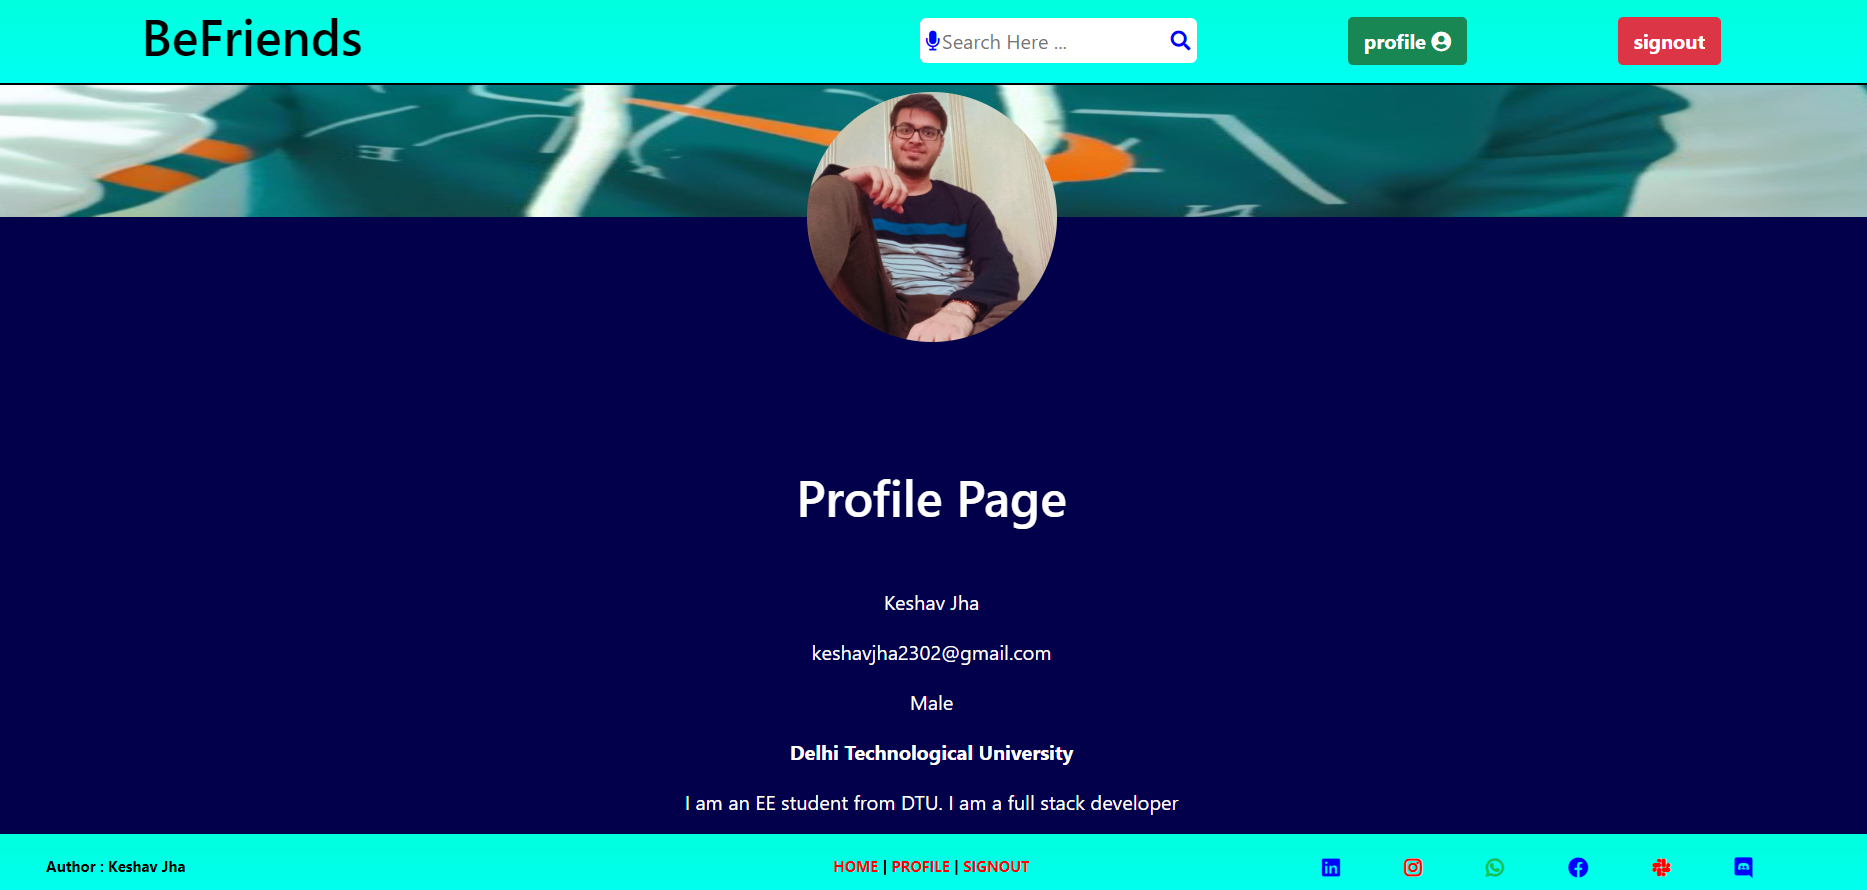 BeFriends
Search Here ...
profile
signout
Profile Page
Keshav Jha
keshavjha2302@gmail.com
Male
Delhi Technological University
I am an EE student from DTU. I am a full stack developer
Author : Keshav Jha
HOME | PROFILE | SIGNOUT